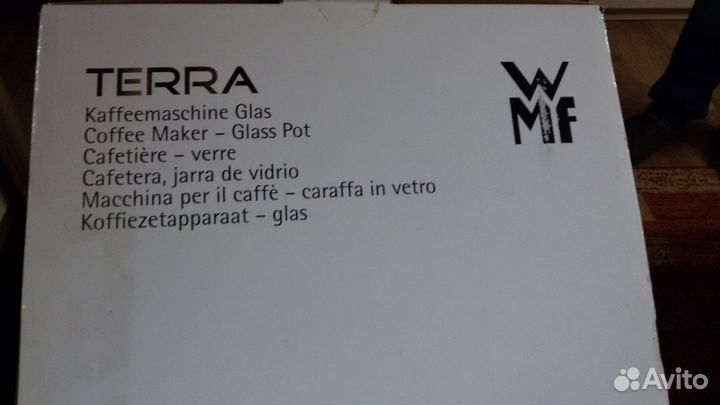 TERRA
Kaffeemaschine Glas
Coffee Maker – Glass Pot
Cafetière – verre
Cafetera, jarra de vidrio
Macchina per il caffè – caraffa in vetro
Koffiezetapparaat – glas
WMF
Avito